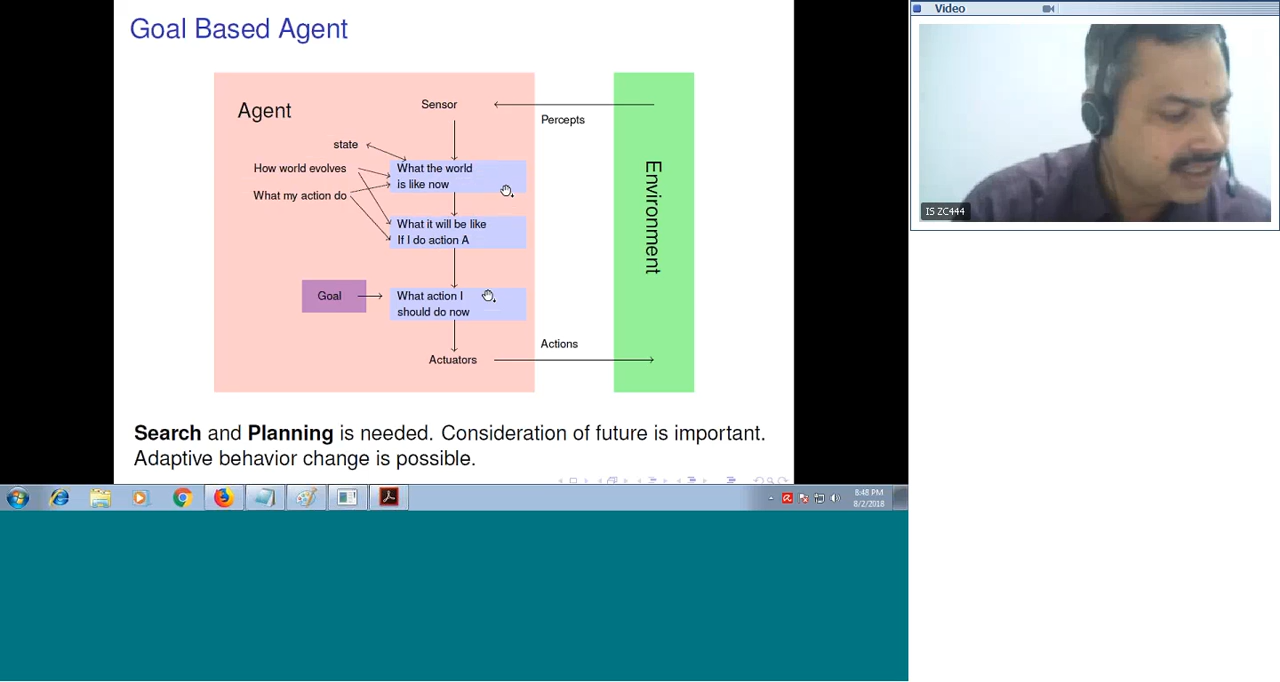 Goal Based Agent
Video
Agent
Sensor
Percepts
state
How world evolves
What the world
is like now
What my action do
What it will be like
If I do action A
Environment
Goal
What action I
should do now
Actuators
Actions
Search and Planning is needed. Consideration of future is important.
Adaptive behavior change is possible.
IS ZC444
8:48 PM
8/2/2018